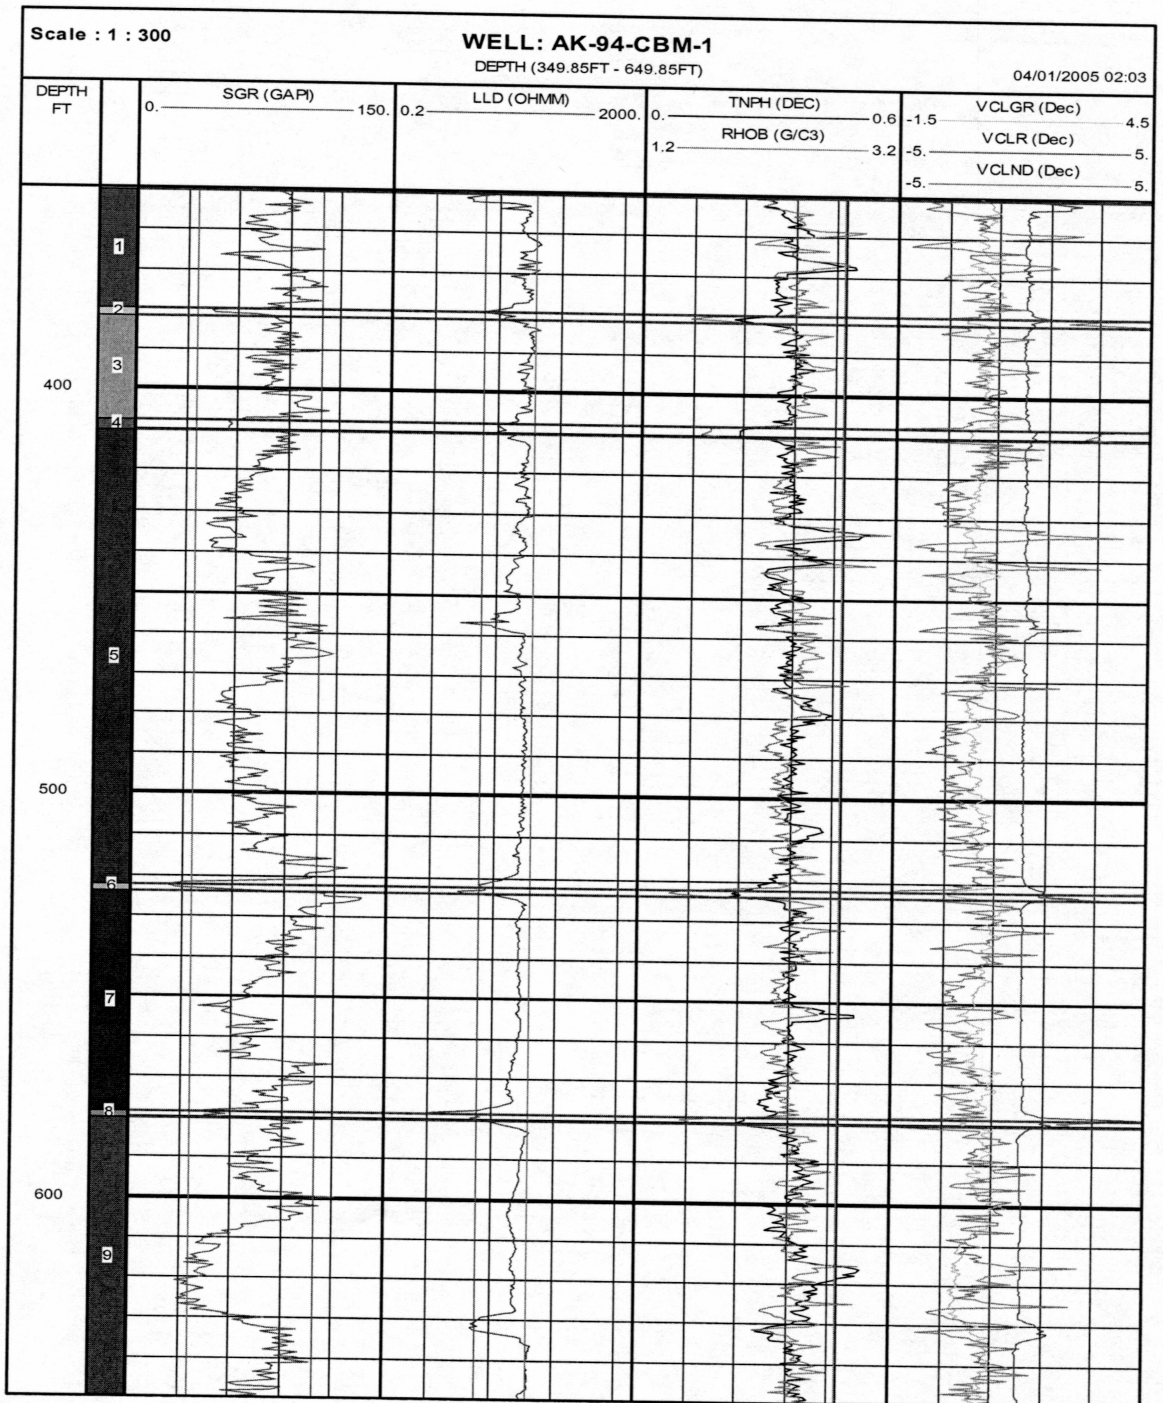 Scale : 1 : 300
WELL: AK-94-CBM-1
DEPTH (349.85FT - 649.85FT)
04/01/2005 02:03
DEPTH
FT
SGR (GAPI)
0. 150.
LLD (OHMM)
0.2 2000.
TNPH (DEC)
0. 0.6
RHOB (G/C3)
1.2 3.2
VCLGR (Dec)
-1.5 4.5
VCLR (Dec)
-5. 5.
VCLND (Dec)
-5. 5.
1
2
3
400
4
5
500
6
7
8
600
9